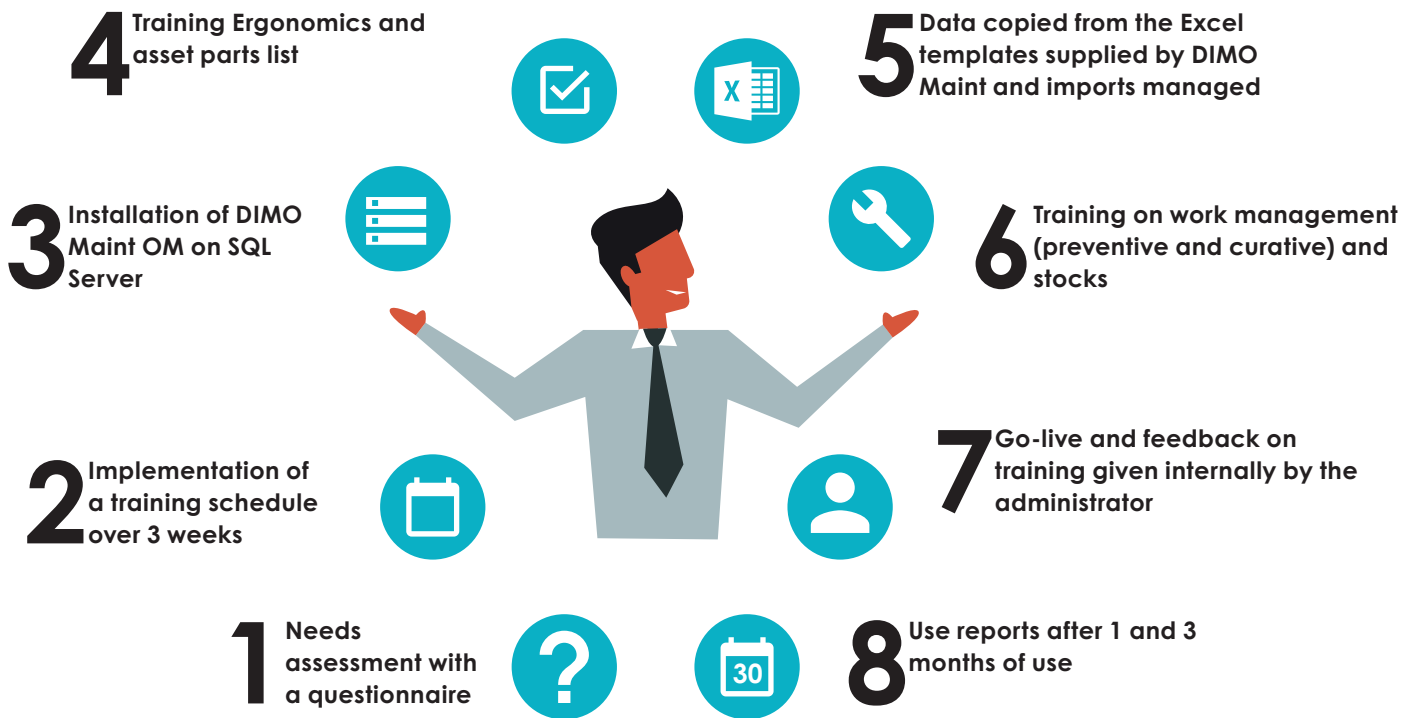 4
Training Ergonomics and
asset parts list
5
Data copied from the Excel
templates supplied by DIMO
Maint and imports managed
X
3
Installation of DIMO
Maint OM on SQL
Server
6
Training on work management
(preventive and curative) and
stocks
2
Implementation of
a training schedule
over 3 weeks
7
Go-live and feedback on
training given internally by the
administrator
1
Needs
assessment with
a questionnaire
?
30
8
Use reports after 1 and 3
months of use